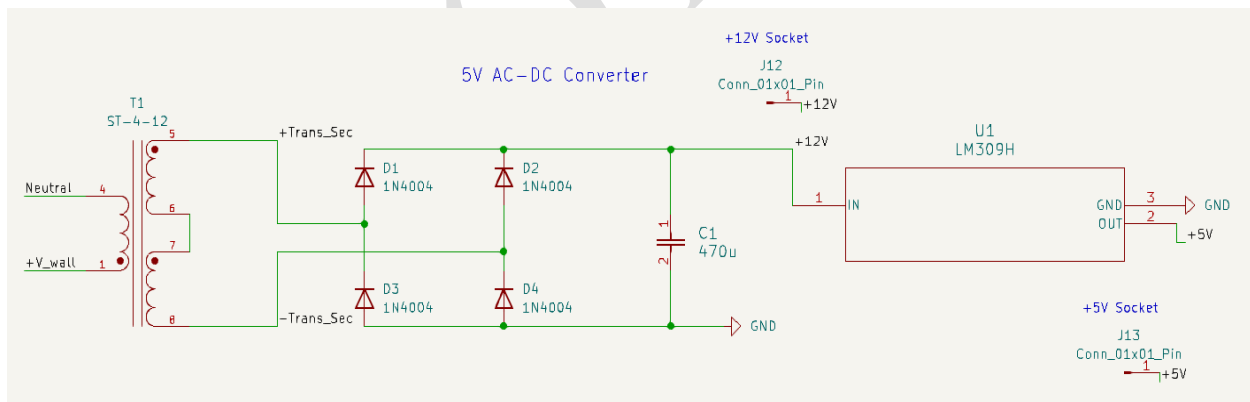 +12V Socket
J12
Conn_01x01_Pin
1
+12V
5V AC-DC Converter
T1
ST-4-12
5
+Trans_Sec
Neutral
4
6
7
+V_wall
1
8
-Trans_Sec
D1
1N4004
D2
1N4004
D3
1N4004
D4
1N4004
1
C1
470u
2
GND
+12V
U1
LM309H
1
IN
GND
3
GND
OUT
2
+5V
+5V Socket
J13
Conn_01x01_Pin
1
+5V